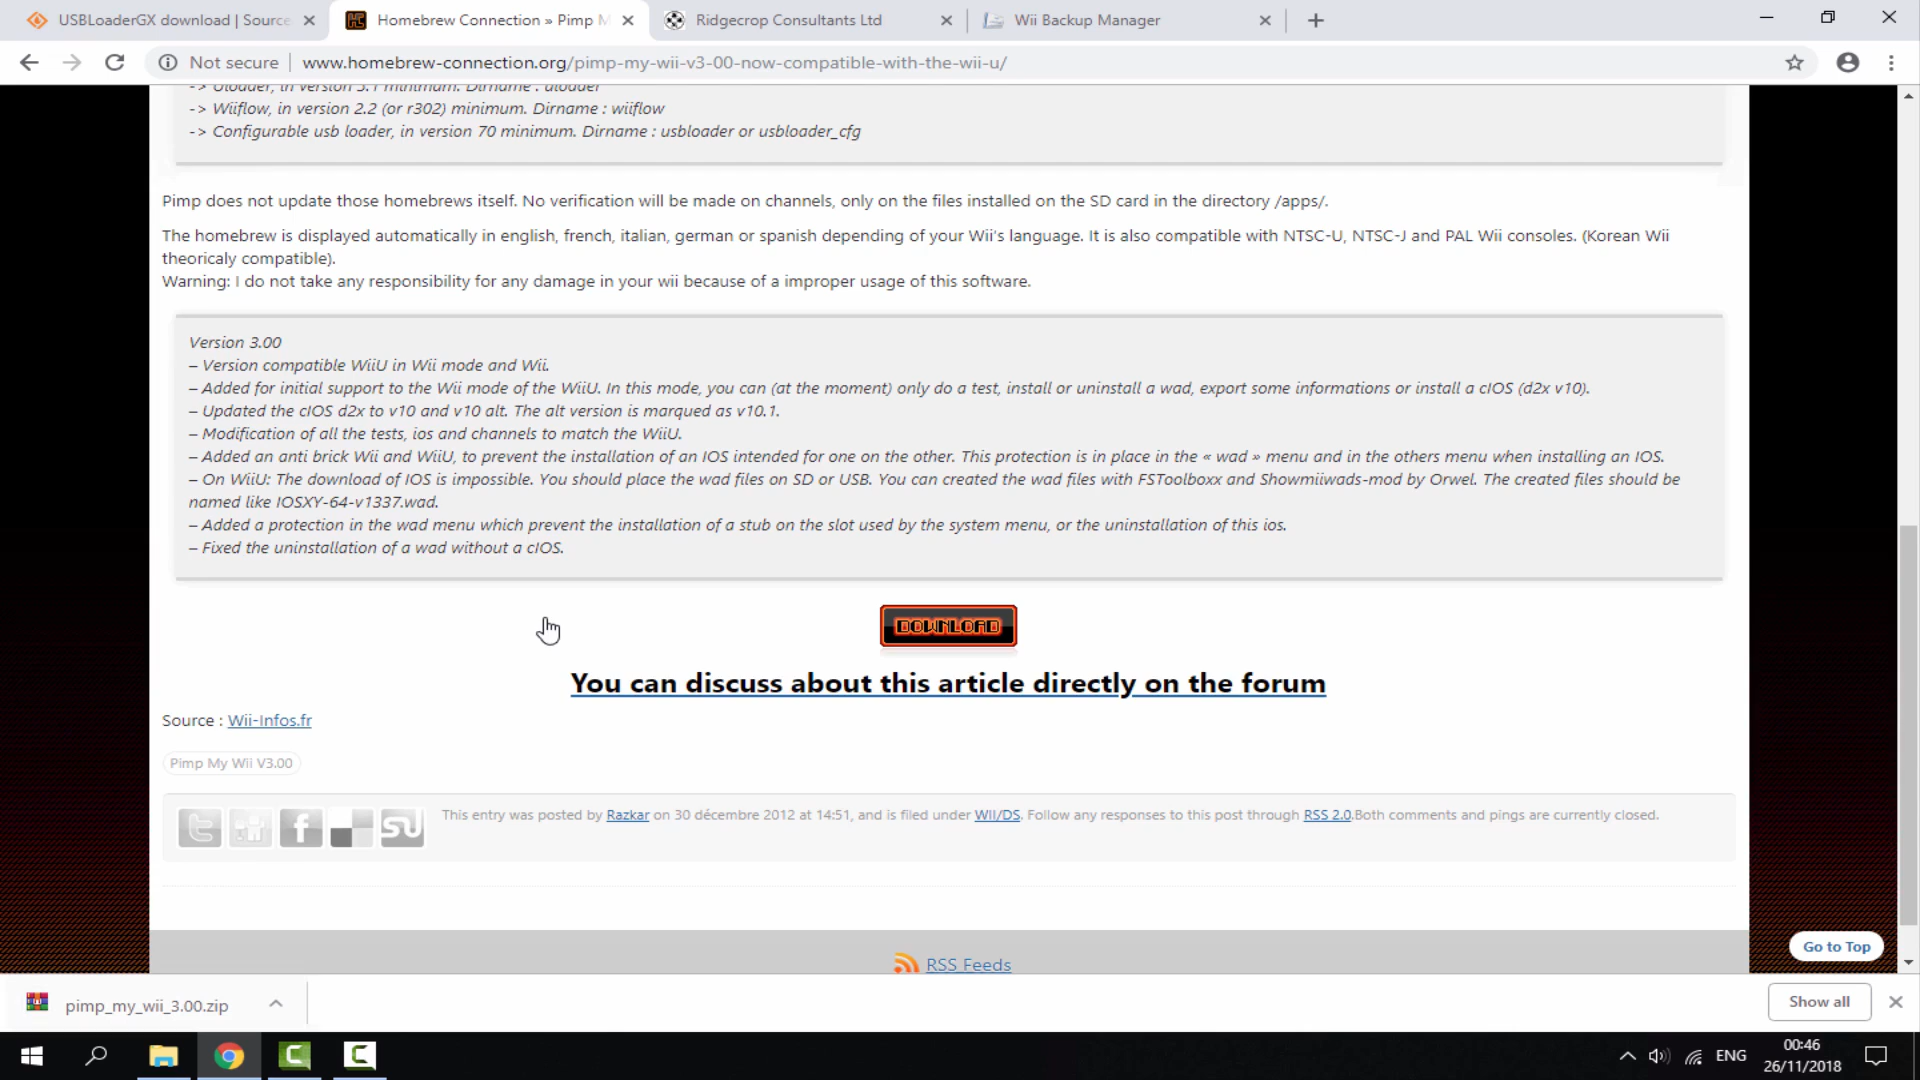 USBLoaderGX download | Source
Homebrew Connection » Pimp M
Ridgecrop Consultants Ltd
Wii Backup Manager
Not secure
www.homebrew-connection.org/pimp-my-wii-v3-00-now-compatible-with-the-wii-u/
-> Uloader, in version 5.1 minimum. Dirname : uloader
-> Wiiflow, in version 2.2 (or r302) minimum. Dirname : wiiflow
-> Configurable usb loader, in version 70 minimum. Dirname : usbloader or usbloader_cfg
Pimp does not update those homebrews itself. No verification will be made on channels, only on the files installed on the SD card in the directory /apps/.
The homebrew is displayed automatically in english, french, italian, german or spanish depending of your Wii's language. It is also compatible with NTSC-U, NTSC-J and PAL Wii consoles. (Korean Wii
theoricaly compatible).
Warning: I do not take any responsibility for any damage in your wii because of a improper usage of this software.
Version 3.00
– Version compatible WiiU in Wii mode and Wii.
– Added for initial support to the Wii mode of the WiiU. In this mode, you can (at the moment) only do a test, install or uninstall a wad, export some informations or install a cIOS (d2x v10).
– Updated the cIOS d2x to v10 and v10 alt. The alt version is marqued as v10.1.
– Modification of all the tests, ios and channels to match the WiiU.
– Added an anti brick Wii and WiiU, to prevent the installation of an IOS intended for one on the other. This protection is in place in the « wad » menu and in the others menu when installing an IOS.
– On WiiU: The download of IOS is impossible. You should place the wad files on SD or USB. You can created the wad files with FSToolboxx and Showmiiwads-mod by Orwel. The created files should be
named like IOSXY-64-v1337.wad.
– Added a protection in the wad menu which prevent the installation of a stub on the slot used by the system menu, or the uninstallation of this ios.
– Fixed the uninstallation of a wad without a cIOS.
DOWNLOAD
You can discuss about this article directly on the forum
Source : Wii-Infos.fr
Pimp My Wii V3.00
This entry was posted by Razkar on 30 décembre 2012 at 14:51, and is filed under WII/DS. Follow any responses to this post through RSS 2.0.Both comments and pings are currently closed.
Go to Top
RSS Feeds
pimp_my_wii_3.00.zip
Show all
ENG
00:46
26/11/2018